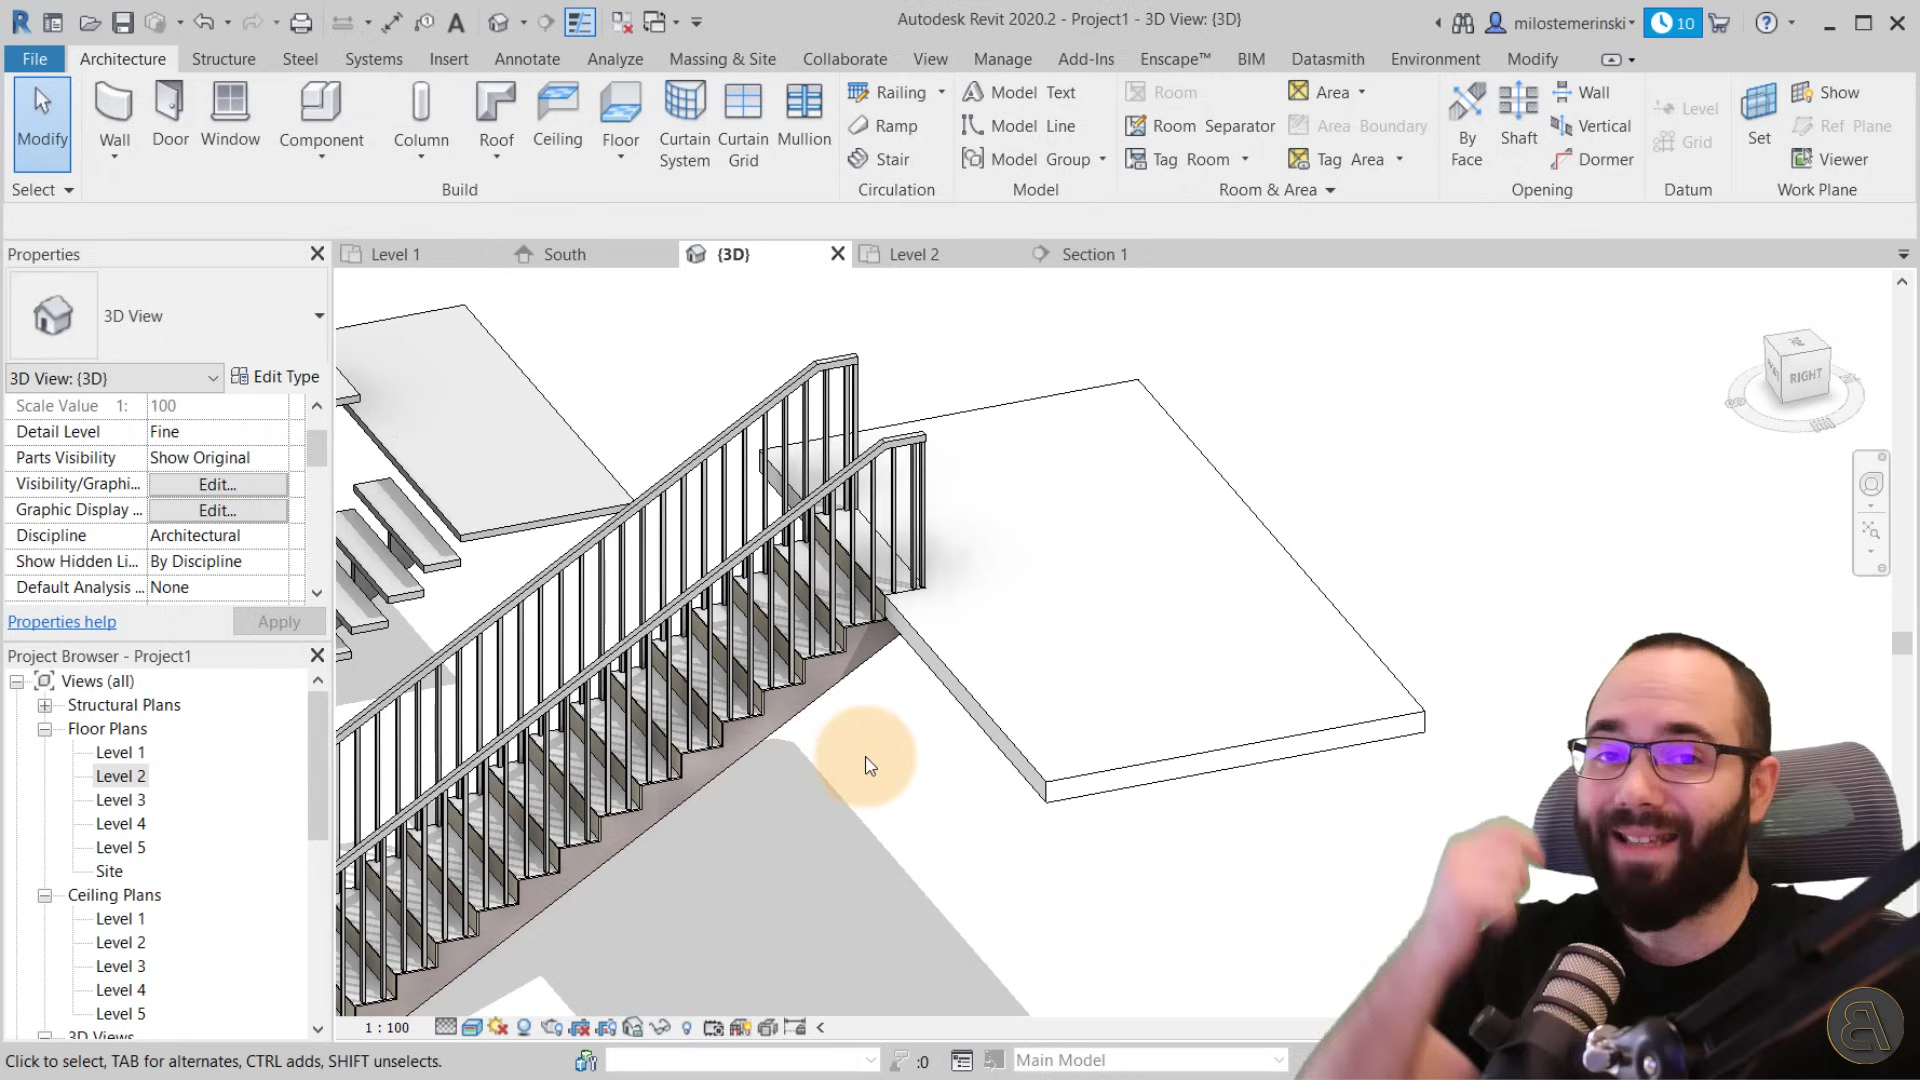 Autodesk Revit 2020.2 - Project1 - 3D View: {3D}
milostemerinski
10
File
Architecture
Structure
Steel
Systems
Insert
Annotate
Analyze
Massing & Site
Collaborate
View
Manage
Add-Ins
Enscape™
BIM
Datasmith
Environment
Modify
Modify
Wall
Door
Window
Component
Column
Roof
Ceiling
Floor
Curtain System
Curtain Grid
Mullion
Railing
Ramp
Stair
Model Text
Model Line
Model Group
Room
Room Separator
Tag Room
Area
Area Boundary
Tag Area
By Face
Shaft
Wall
Vertical
Dormer
Level
Grid
Set
Show
Ref Plane
Viewer
Select
Build
Circulation
Model
Room & Area
Opening
Datum
Work Plane
Properties
Level 1
South
{3D}
Level 2
Section 1
3D View
3D View: {3D}
Edit Type
Scale Value 1:
100
Detail Level
Fine
Parts Visibility
Show Original
Visibility/Graphi...
Edit...
Graphic Display ...
Edit...
Discipline
Architectural
Show Hidden Li...
By Discipline
Default Analysis ...
None
Properties help
Apply
Project Browser - Project1
Views (all)
Structural Plans
Floor Plans
Level 1
Level 2
Level 3
Level 4
Level 5
Site
Ceiling Plans
Level 1
Level 2
Level 3
Level 4
Level 5
3D Views
RIGHT
1 : 100
Click to select, TAB for alternates, CTRL adds, SHIFT unselects.
:0
Main Model